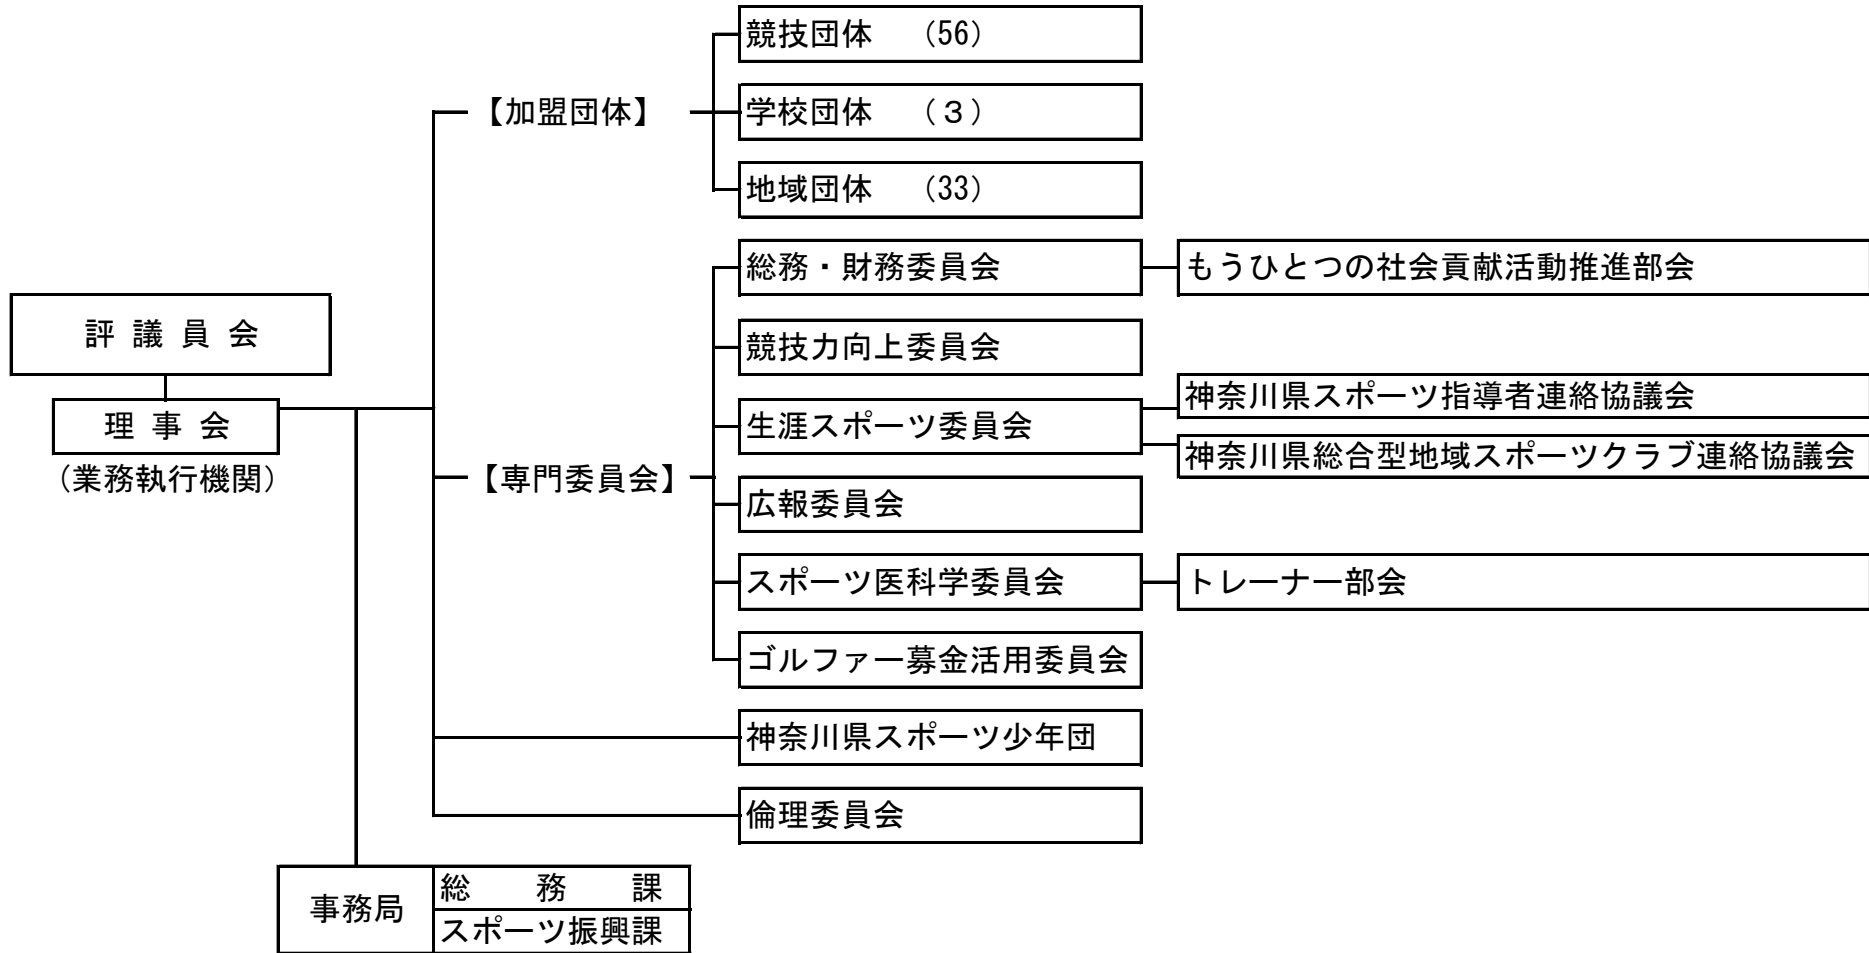 競技団体　（56）
【加盟団体】
学校団体　（３）
地域団体　（33）
総務・財務委員会
もうひとつの社会貢献活動推進部会
評 議 員 会
競技力向上委員会
理 事 会
（業務執行機関）
【専門委員会】
生涯スポーツ委員会
神奈川県スポーツ指導者連絡協議会
神奈川県総合型地域スポーツクラブ連絡協議会
広報委員会
スポーツ医科学委員会
トレーナー部会
ゴルファー募金活用委員会
神奈川県スポーツ少年団
倫理委員会
事務局
総　務　課
スポーツ振興課